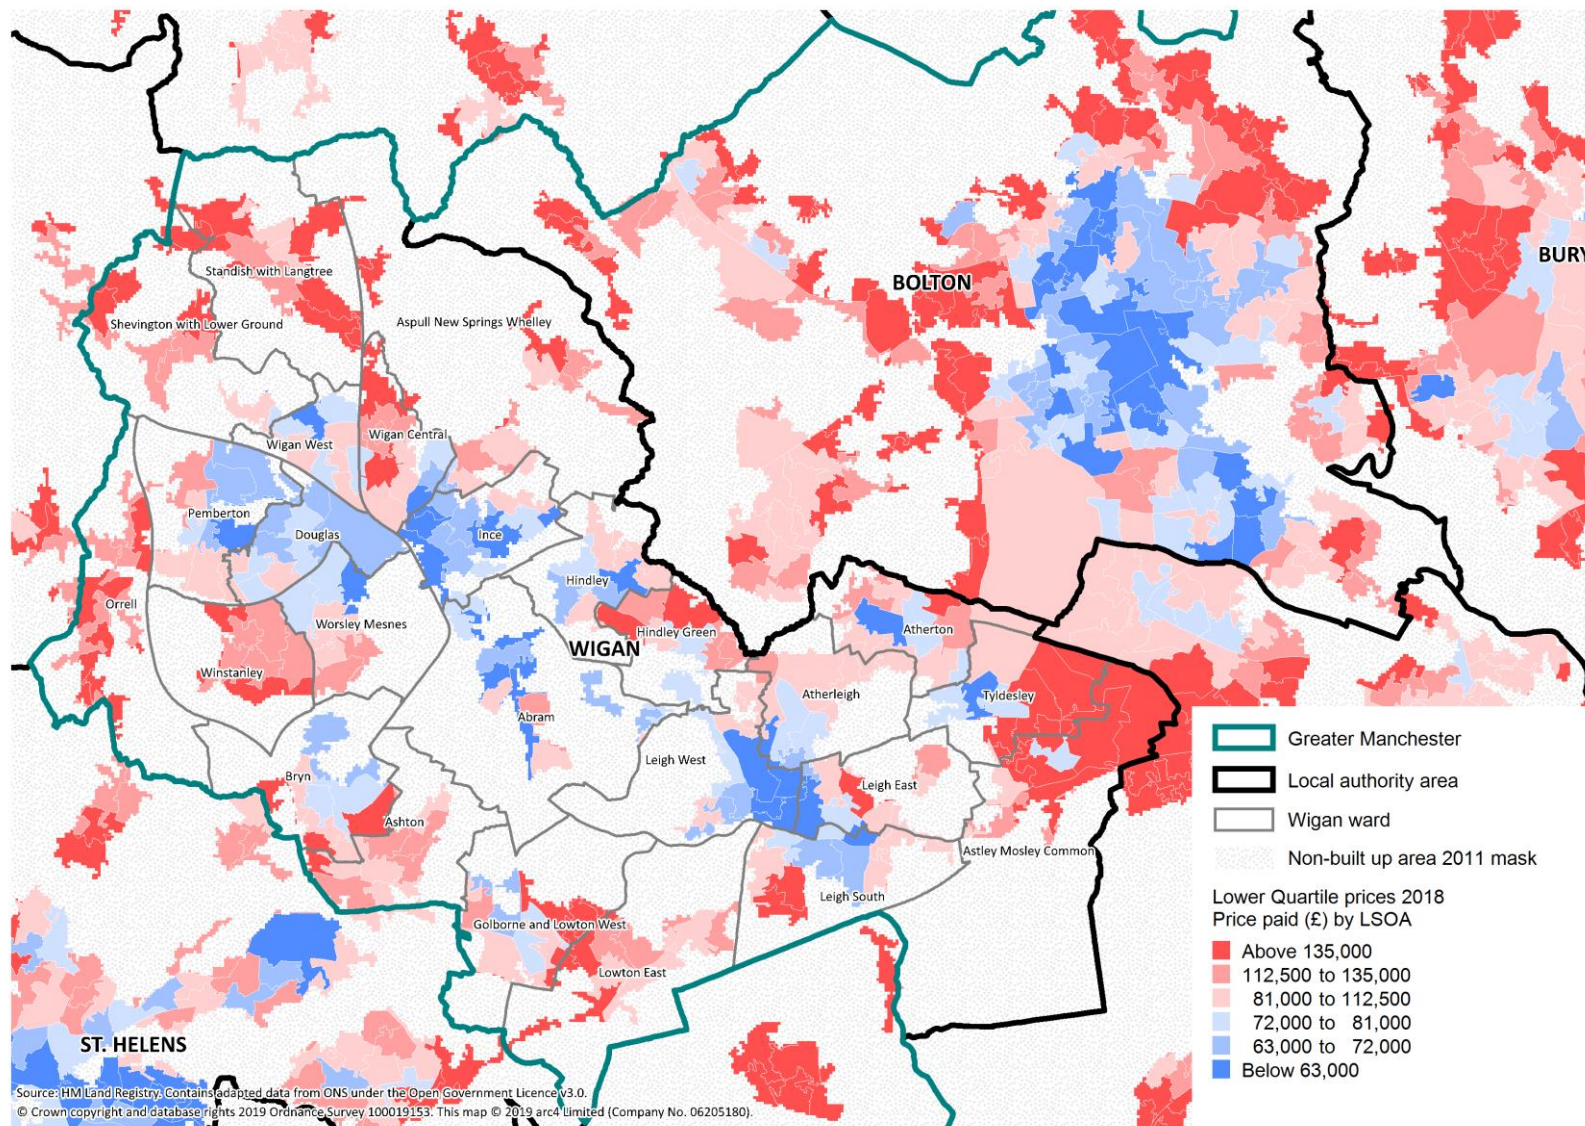 BURY
Standish with Langtree
BOLTON
Shevington with Lower Ground
Aspull New Springs Whelley
Wigan West
Wigan Central
Pemberton
Douglas
Ince
Hindley
Orrell
Worsley Mesnes
Hindley Green
Atherton
WIGAN
Winstanley
Atherleigh
Tyldesley
Abram
Leigh West
Bryn
Leigh East
Ashton
Astley Mosley Common
Leigh South
Golborne and Lowton West
Lowton East
ST. HELENS
Greater Manchester
Local authority area
Wigan ward
Non-built up area 2011 mask
Lower Quartile prices 2018
Price paid (£) by LSOA
Above 135,000
112,500 to 135,000
81,000 to 112,500
72,000 to 81,000
63,000 to 72,000
Below 63,000
Source: HM Land Registry. Contains adapted data from ONS under the Open Government Licence v3.0.
© Crown copyright and database rights 2019 Ordnance Survey 100019153. This map © 2019 arc4 Limited (Company No. 06205180).